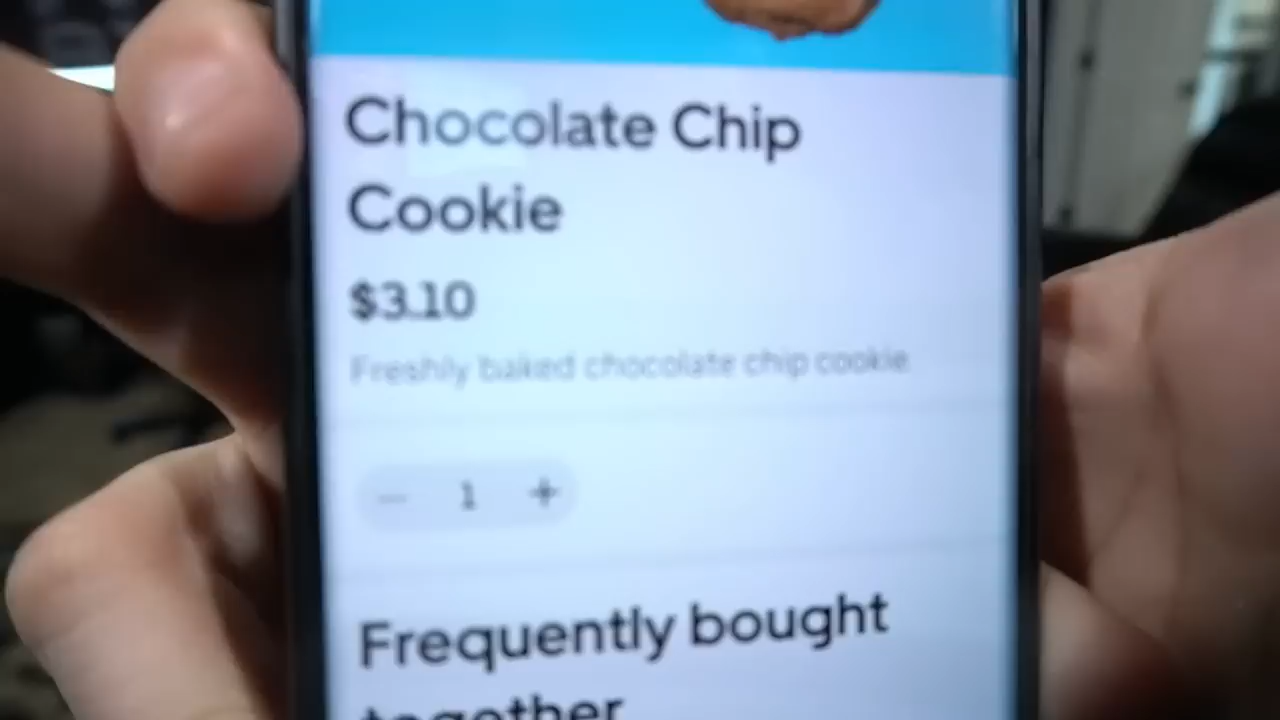 Chocolate Chip
Cookie
$3.10
Freshly baked chocolate chip cookie
— 1 +
Frequently bought
together